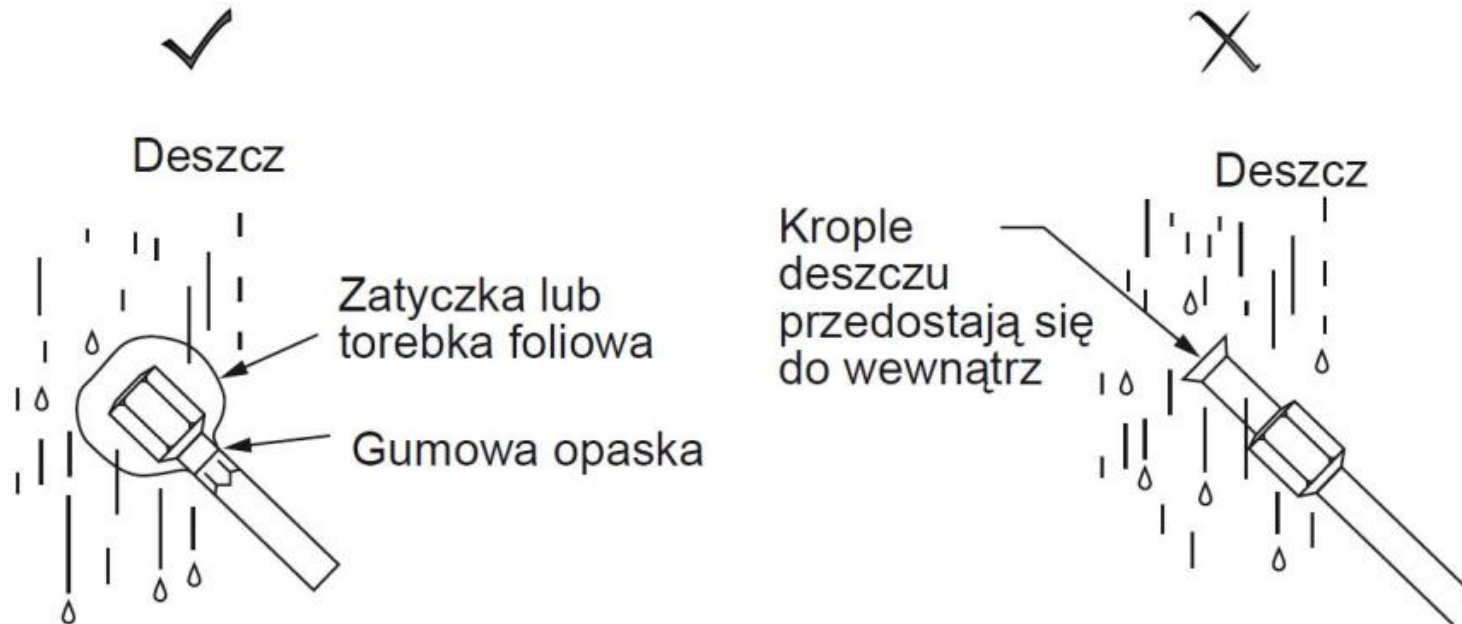 Deszcz
Zatyczka lub
torebka foliowa
Gumowa opaska
Deszcz
Krople
deszczu
przedostają się
do wewnątrz